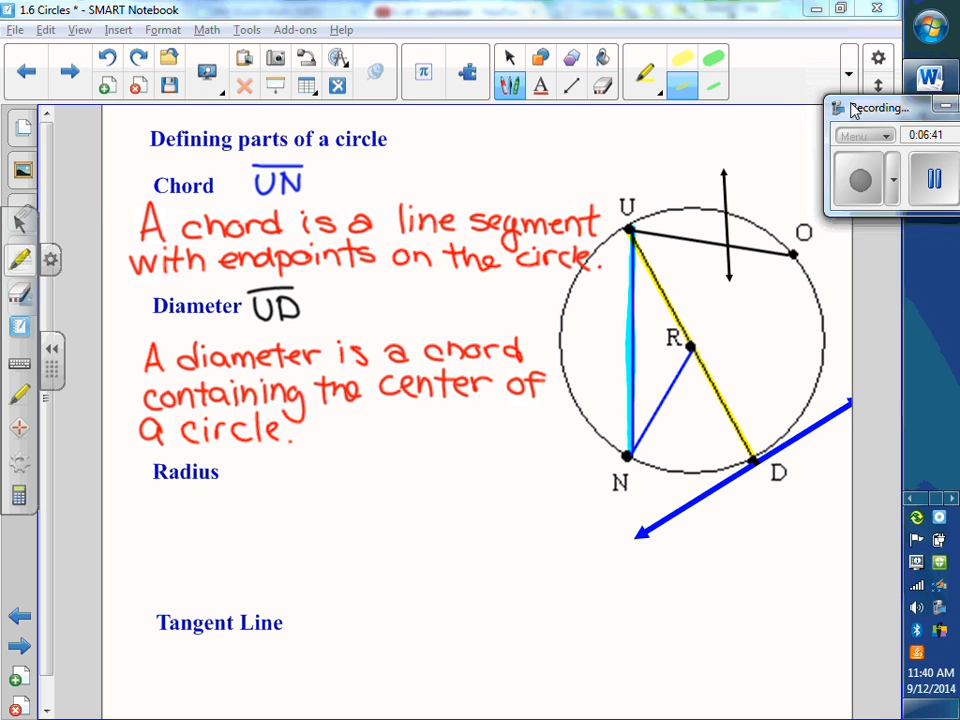 1.6 Circles * - SMART Notebook
File Edit View Insert Format Math Tools Add-ons Help
Recording...
Menu
0:06:41
Defining parts of a circle
Chord UN
A chord is a line segment
with endpoints on the circle.
Diameter UD
A diameter is a chord
containing the center of
a circle.
Radius
Tangent Line
U
O
R
N
D
11:40 AM
9/12/2014